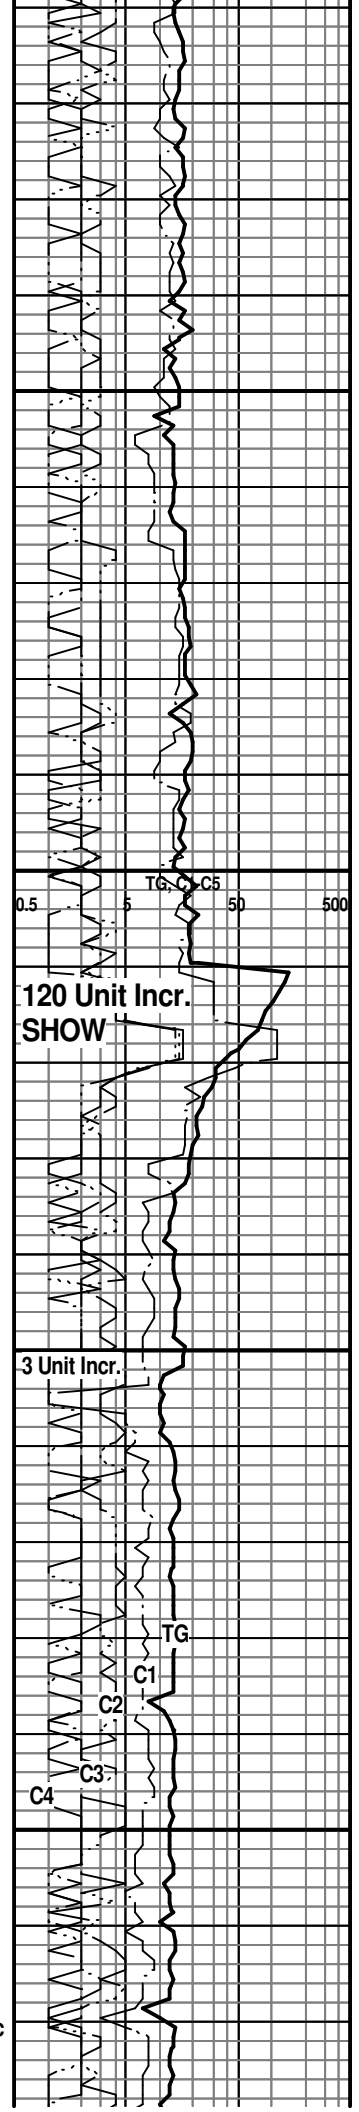 TG, C1-C5
0.5 5 50 500
120 Unit Incr.
SHOW
3 Unit Incr.
TG
C1
C2
C3
C4
c